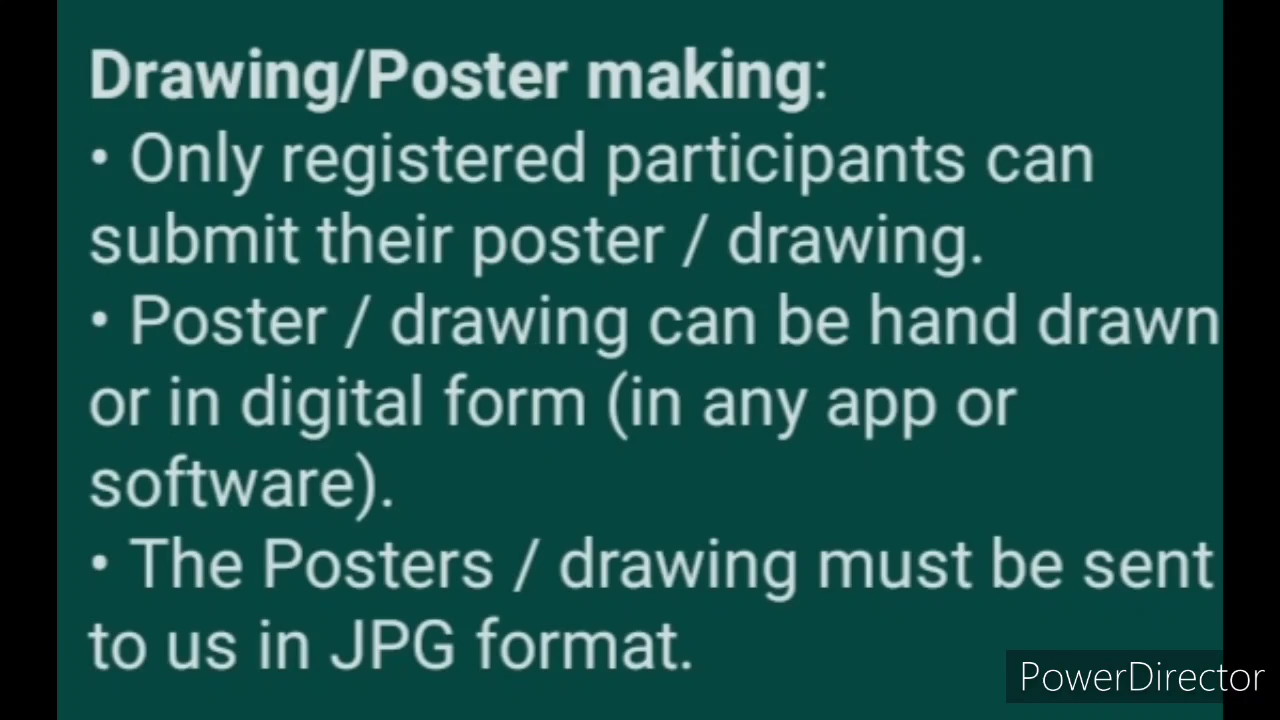 Drawing/Poster making:
• Only registered participants can
submit their poster / drawing.
• Poster / drawing can be hand drawn
or in digital form (in any app or
software).
• The Posters / drawing must be sent
to us in JPG format.
PowerDirector